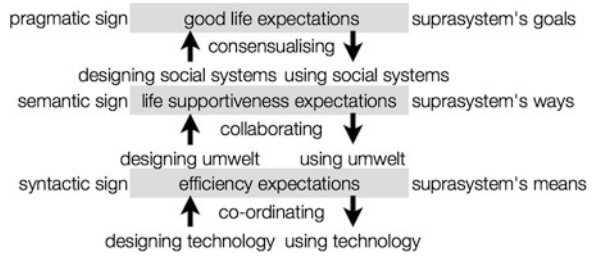 pragmatic sign good life expectations suprasystem's goals
consensualising
designing social systems using social systems
semantic sign life supportiveness expectations suprasystem's ways
collaborating
designing umwelt using umwelt
syntactic sign efficiency expectations suprasystem's means
co-ordinating
designing technology using technology